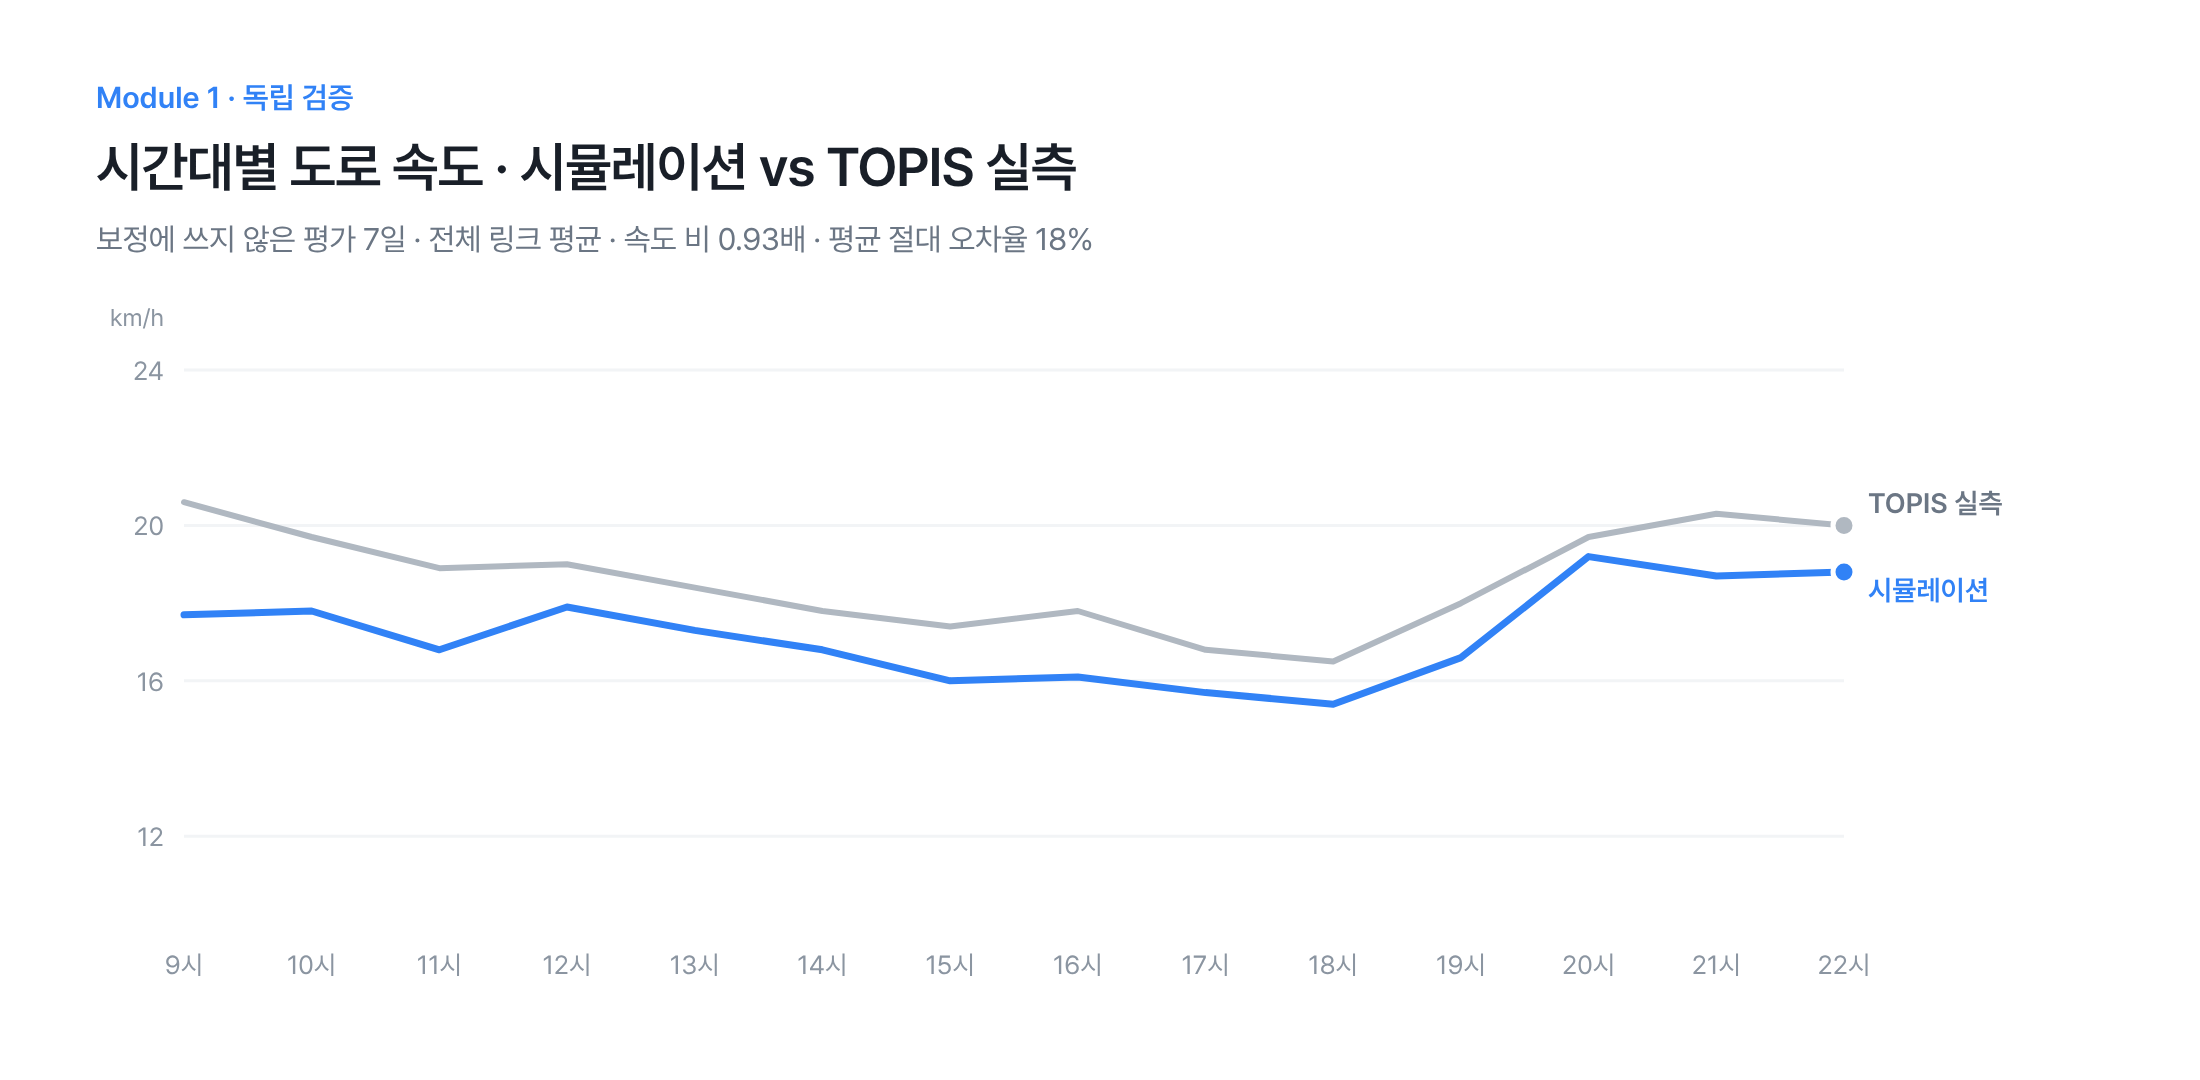 Module 1 · 독립 검증
시간대별 도로 속도 · 시뮬레이션 vs TOPIS 실측
보정에 쓰지 않은 평가 7일 · 전체 링크 평균 · 속도 비 0.93배 · 평균 절대 오차율 18%
km/h
24
20
16
12
TOPIS 실측
시뮬레이션
9시 10시 11시 12시 13시 14시 15시 16시 17시 18시 19시 20시 21시 22시